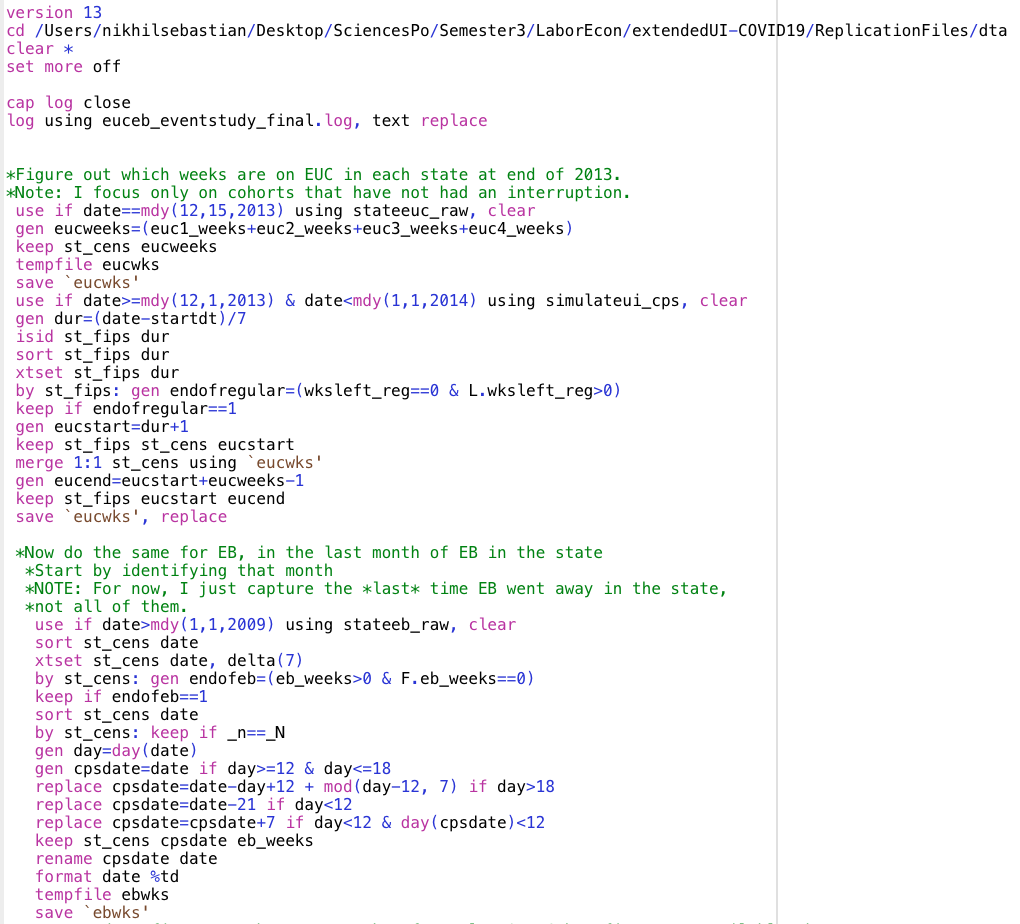 version 13
cd /Users/nikhilsebastian/Desktop/SciencesPo/Semester3/LaborEcon/extendedUI-COVID19/ReplicationFiles/dta
clear *
set more off
cap log close
log using euceb_eventstudy_final.log, text replace
*Figure out which weeks are on EUC in each state at end of 2013.
*Note: I focus only on cohorts that have not had an interruption.
use if date==mdy(12,15,2013) using stateeuc_raw, clear
gen eucweeks=(euc1_weeks+euc2_weeks+euc3_weeks+euc4_weeks)
keep st_cens eucweeks
tempfile eucwks
save `eucwks'
use if date>=mdy(12,1,2013) & date<mdy(1,1,2014) using simulateui_cps, clear
gen dur=(date-startdt)/7
isid st_fips dur
sort st_fips dur
xtset st_fips dur
by st_fips: gen endofregular=(wksleft_reg==0 & L.wksleft_reg>0)
keep if endofregular==1
gen eucstart=dur+1
keep st_fips st_cens eucstart
merge 1:1 st_cens using `eucwks'
gen eucend=eucstart+eucweeks-1
keep st_fips eucstart eucend
save `eucwks', replace
*Now do the same for EB, in the last month of EB in the state
*Start by identifying that month
*NOTE: For now, I just capture the *last* time EB went away in the state,
*not all of them.
use if date>mdy(1,1,2009) using stateeb_raw, clear
sort st_cens date
xtset st_cens date, delta(7)
by st_cens: gen endofeb=(eb_weeks>0 & F.eb_weeks==0)
keep if endofeb==1
sort st_cens date
by st_cens: keep if _n==_N
gen day=day(date)
gen cpsdate=date if day>=12 & day<=18
replace cpsdate=date-day+12 + mod(day-12, 7) if day>18
replace cpsdate=date-21 if day<12
replace cpsdate=cpsdate+7 if day<12 & day(cpsdate)<12
keep st_cens cpsdate eb_weeks
rename cpsdate date
format date %td
tempfile ebwks
save `ebwks'